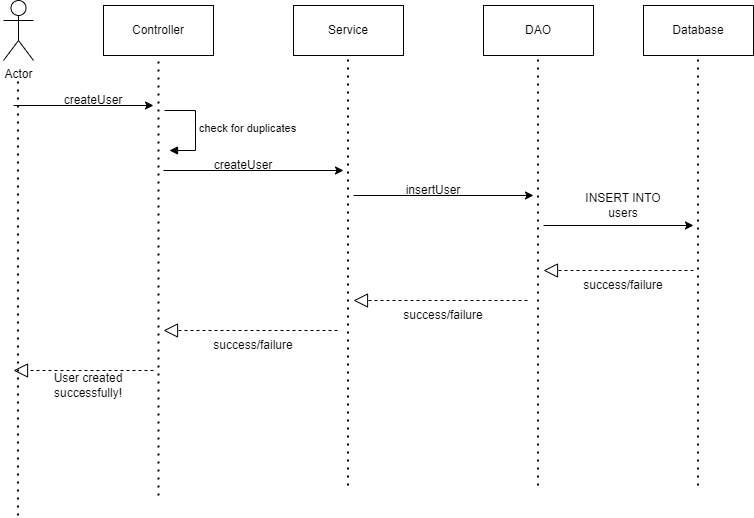 Controller
Service
DAO
Database
Actor
createUser
check for duplicates
createUser
insertUser
INSERT INTO
users
success/failure
success/failure
success/failure
User created
successfully!